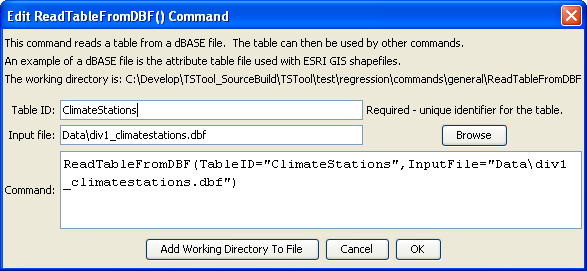 Edit ReadTableFromDBF() Command
This command reads a table from a dBASE file. The table can then be used by other commands.
An example of a dBASE file is the attribute table file used with ESRI GIS shapefiles.
The working directory is: C:\Develop\TSTool_SourceBuild\TSTool\test\regression\commands\general\ReadTableFromDBF
Table ID: ClimateStations Required - unique identifier for the table.
Input file: Data\div1_climatestations.dbf Browse
Command: ReadTableFromDBF(TableID="ClimateStations",InputFile="Data\div1
_climatestations.dbf")
Add Working Directory To File Cancel OK